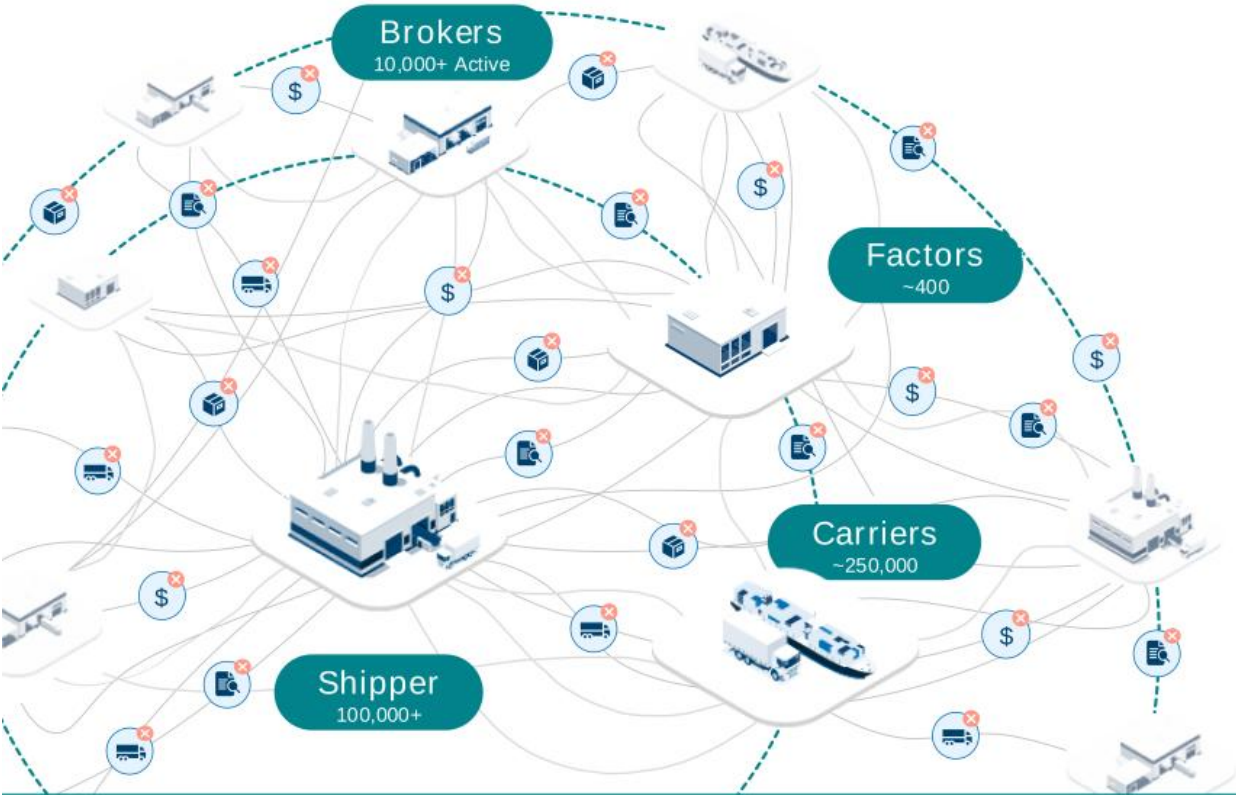 Brokers
10,000+ Active
$
$
Factors
~400
$
$
$
Carriers
~250,000
$
$
Shipper
100,000+